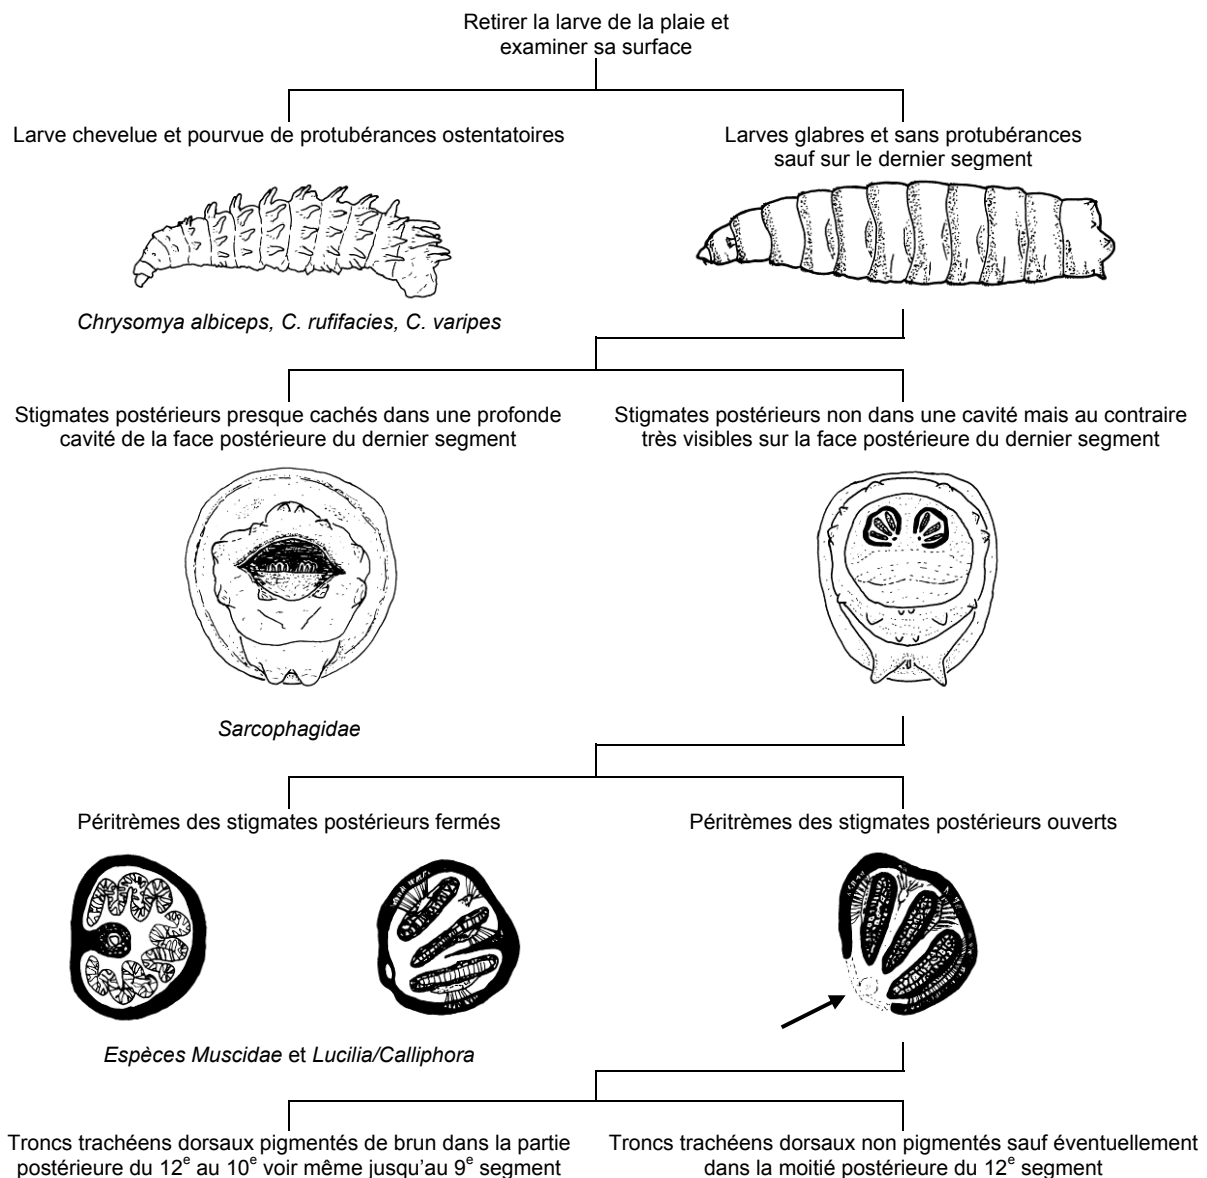 Retirer la larve de la plaie et
examiner sa surface
Larve chevelue et pourvue de protubérances ostentatoires
Larves glabres et sans protubérances
sauf sur le dernier segment
Chrysomya albiceps, C. rufifacies, C. varipes
Stigmates postérieurs presque cachés dans une profonde
cavité de la face postérieure du dernier segment
Stigmates postérieurs non dans une cavité mais au contraire
très visibles sur la face postérieure du dernier segment
Sarcophagidae
Péritrèmes des stigmates postérieurs fermés
Péritrèmes des stigmates postérieurs ouverts
Espèces Muscidae et Lucilia/Calliphora
Troncs trachéens dorsaux pigmentés de brun dans la partie
postérieure du 12e au 10e voir même jusqu'au 9e segment
Troncs trachéens dorsaux non pigmentés sauf éventuellement
dans la moitié postérieure du 12e segment